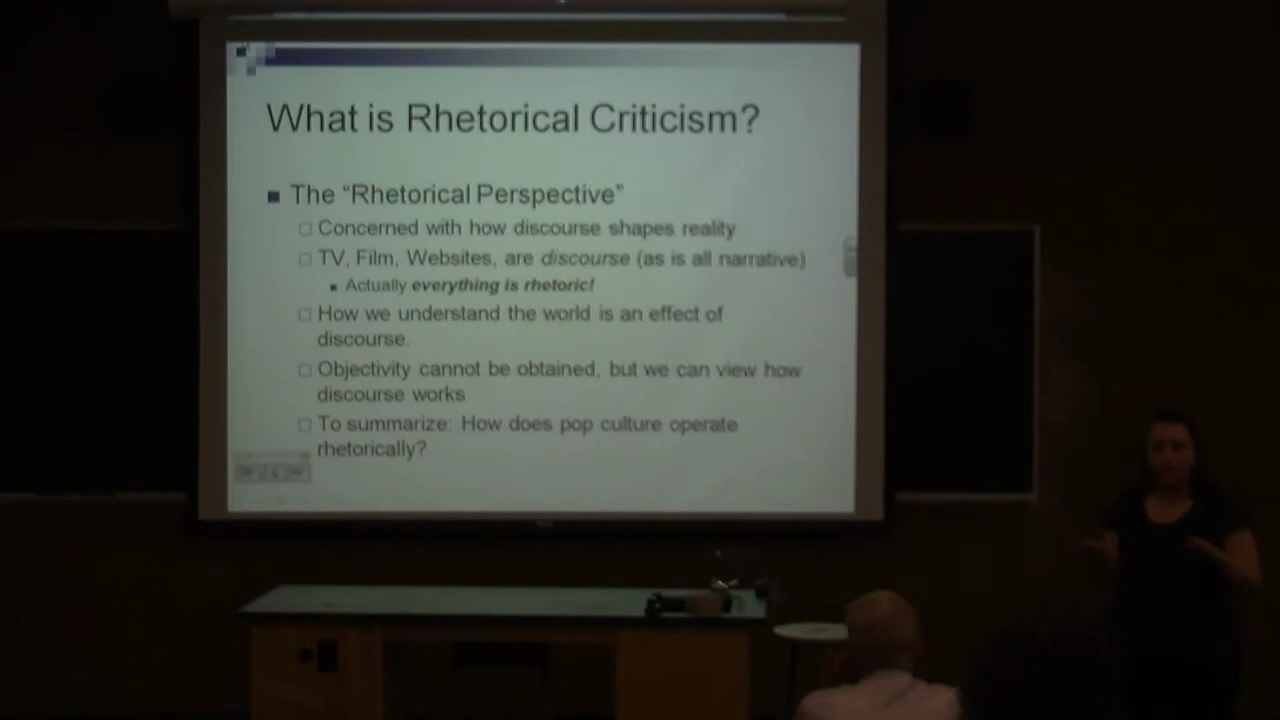 What is Rhetorical Criticism?
The “Rhetorical Perspective”
Concerned with how discourse shapes reality
TV, Film, Websites, are discourse (as is all narrative)
Actually everything is rhetoric!
How we understand the world is an effect of
discourse.
Objectivity cannot be obtained, but we can view how
discourse works
To summarize: How does pop culture operate
rhetorically?